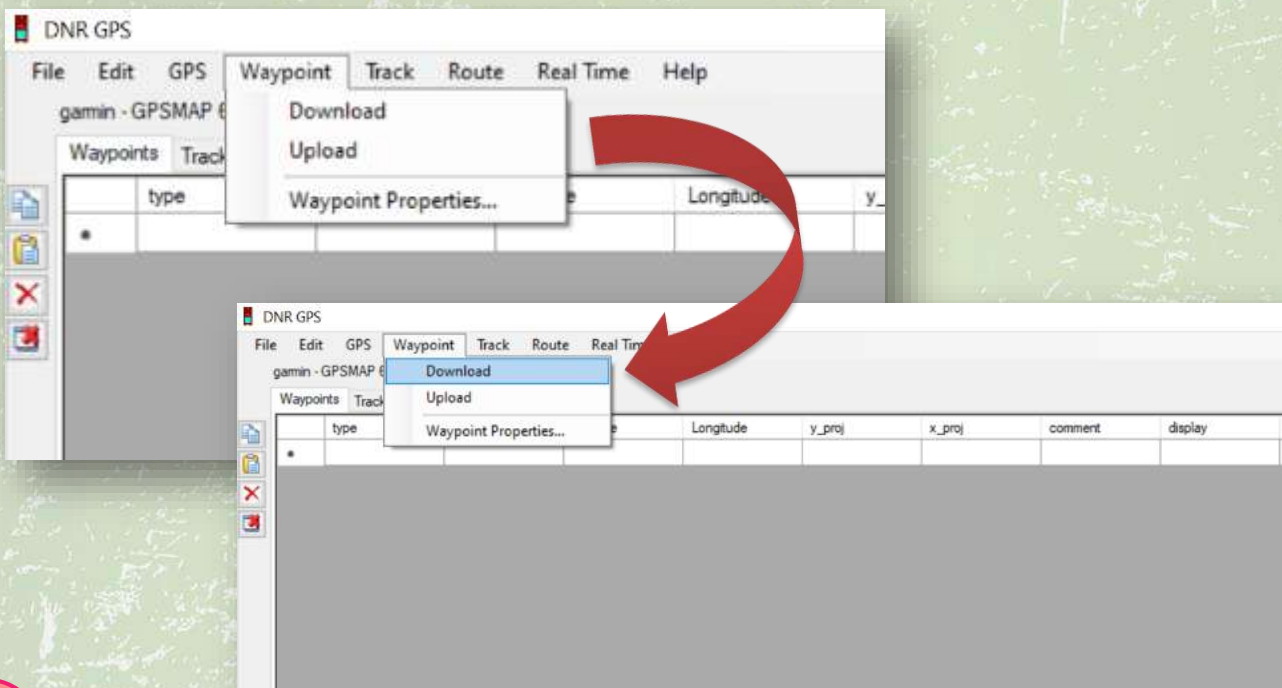 DNR GPS
File Edit GPS Waypoint Track Route Real Time Help
garmin - GPSMAP 6
Download
Waypoints Track
Upload
type Longitude y_
Waypoint Properties...
DNR GPS
File Edit GPS Waypoint Track Route Real Tim
garmin - GPSMAP 6
Download
Waypoints Track
Upload
type e Longitude y_proj x_proj comment display
Waypoint Properties...